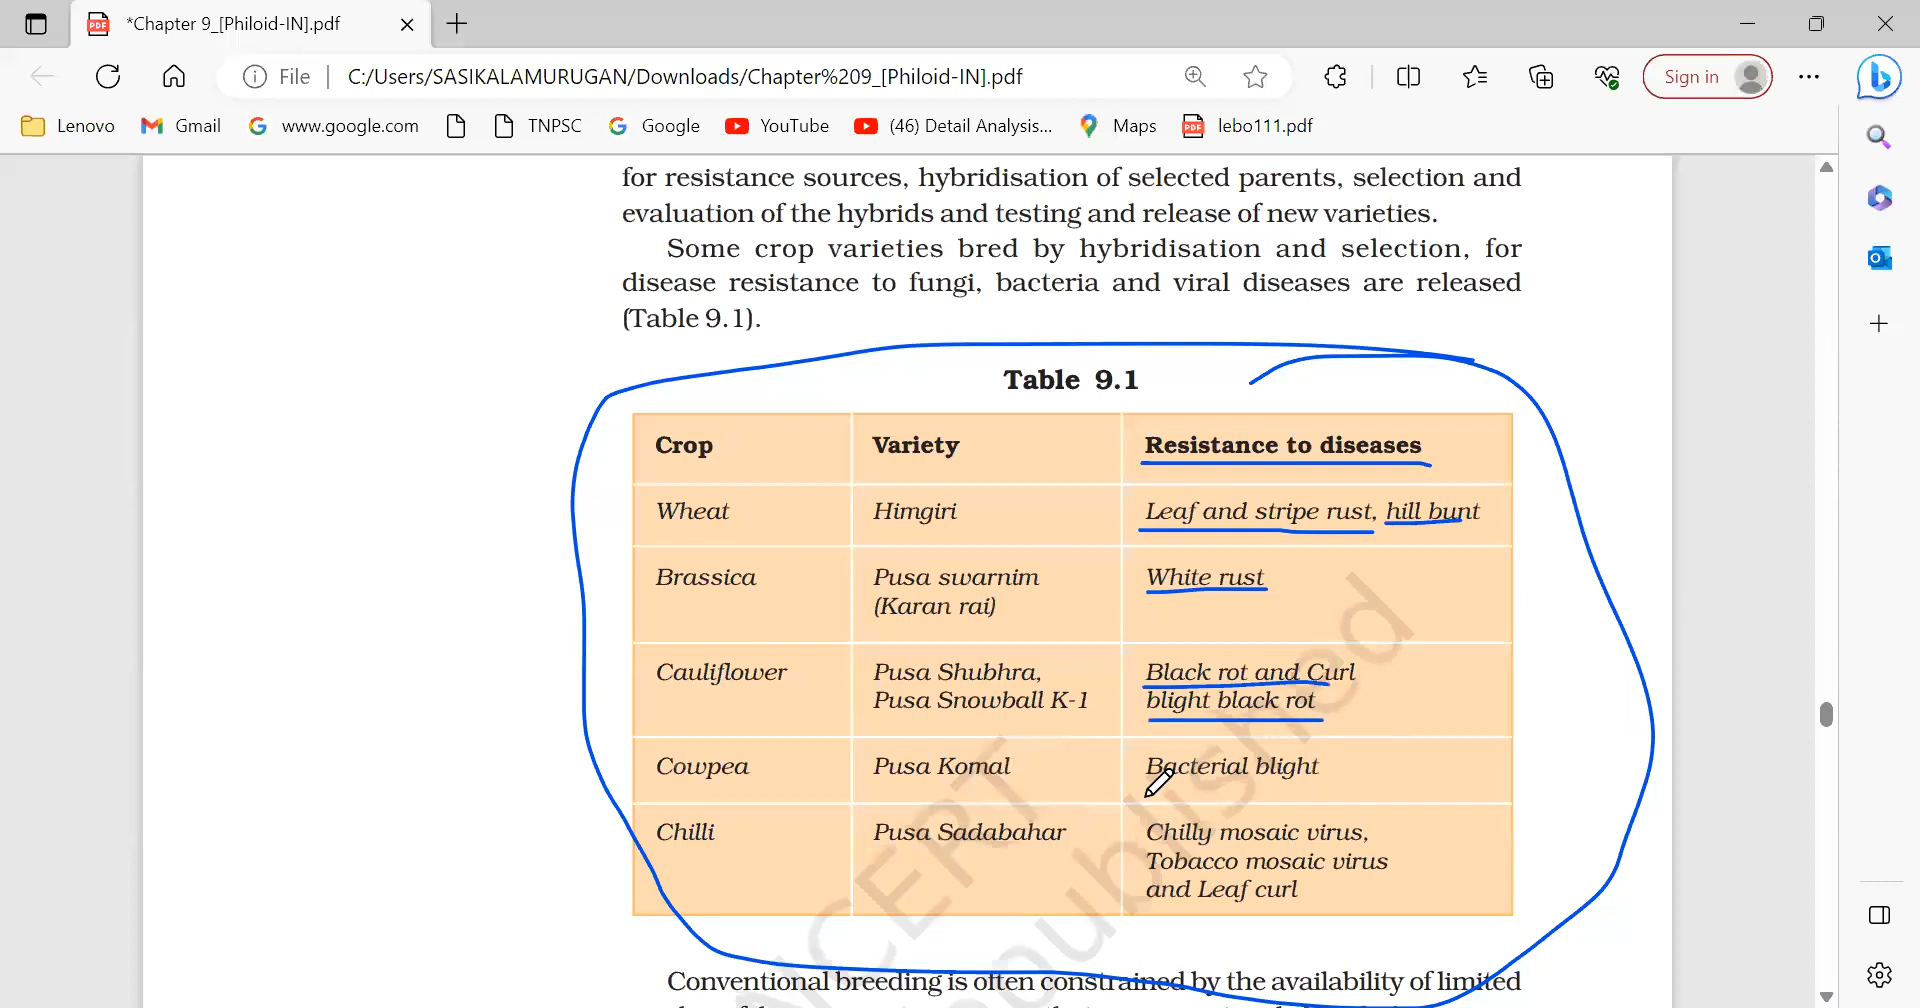 *Chapter 9_[Philoid-IN].pdf
File | C:/Users/SASIKALAMURUGAN/Downloads/Chapter%209_[Philoid-IN].pdf
Sign in
Lenovo Gmail www.google.com TNPSC Google YouTube (46) Detail Analysis... Maps lebo111.pdf
for resistance sources, hybridisation of selected parents, selection and
evaluation of the hybrids and testing and release of new varieties.
Some crop varieties bred by hybridisation and selection, for
disease resistance to fungi, bacteria and viral diseases are released
(Table 9.1).
Table 9.1
Crop Variety Resistance to diseases
Wheat Himgiri Leaf and stripe rust, hill bunt
Brassica Pusa swarnim White rust
(Karan rai)
Cauliflower Pusa Shubhra, Black rot and Curl
Pusa Snowball K-1 blight black rot
Cowpea Pusa Komal Bacterial blight
Chilli Pusa Sadabahar Chilly mosaic virus,
Tobacco mosaic virus
and Leaf curl
Conventional breeding is often constrained by the availability of limited